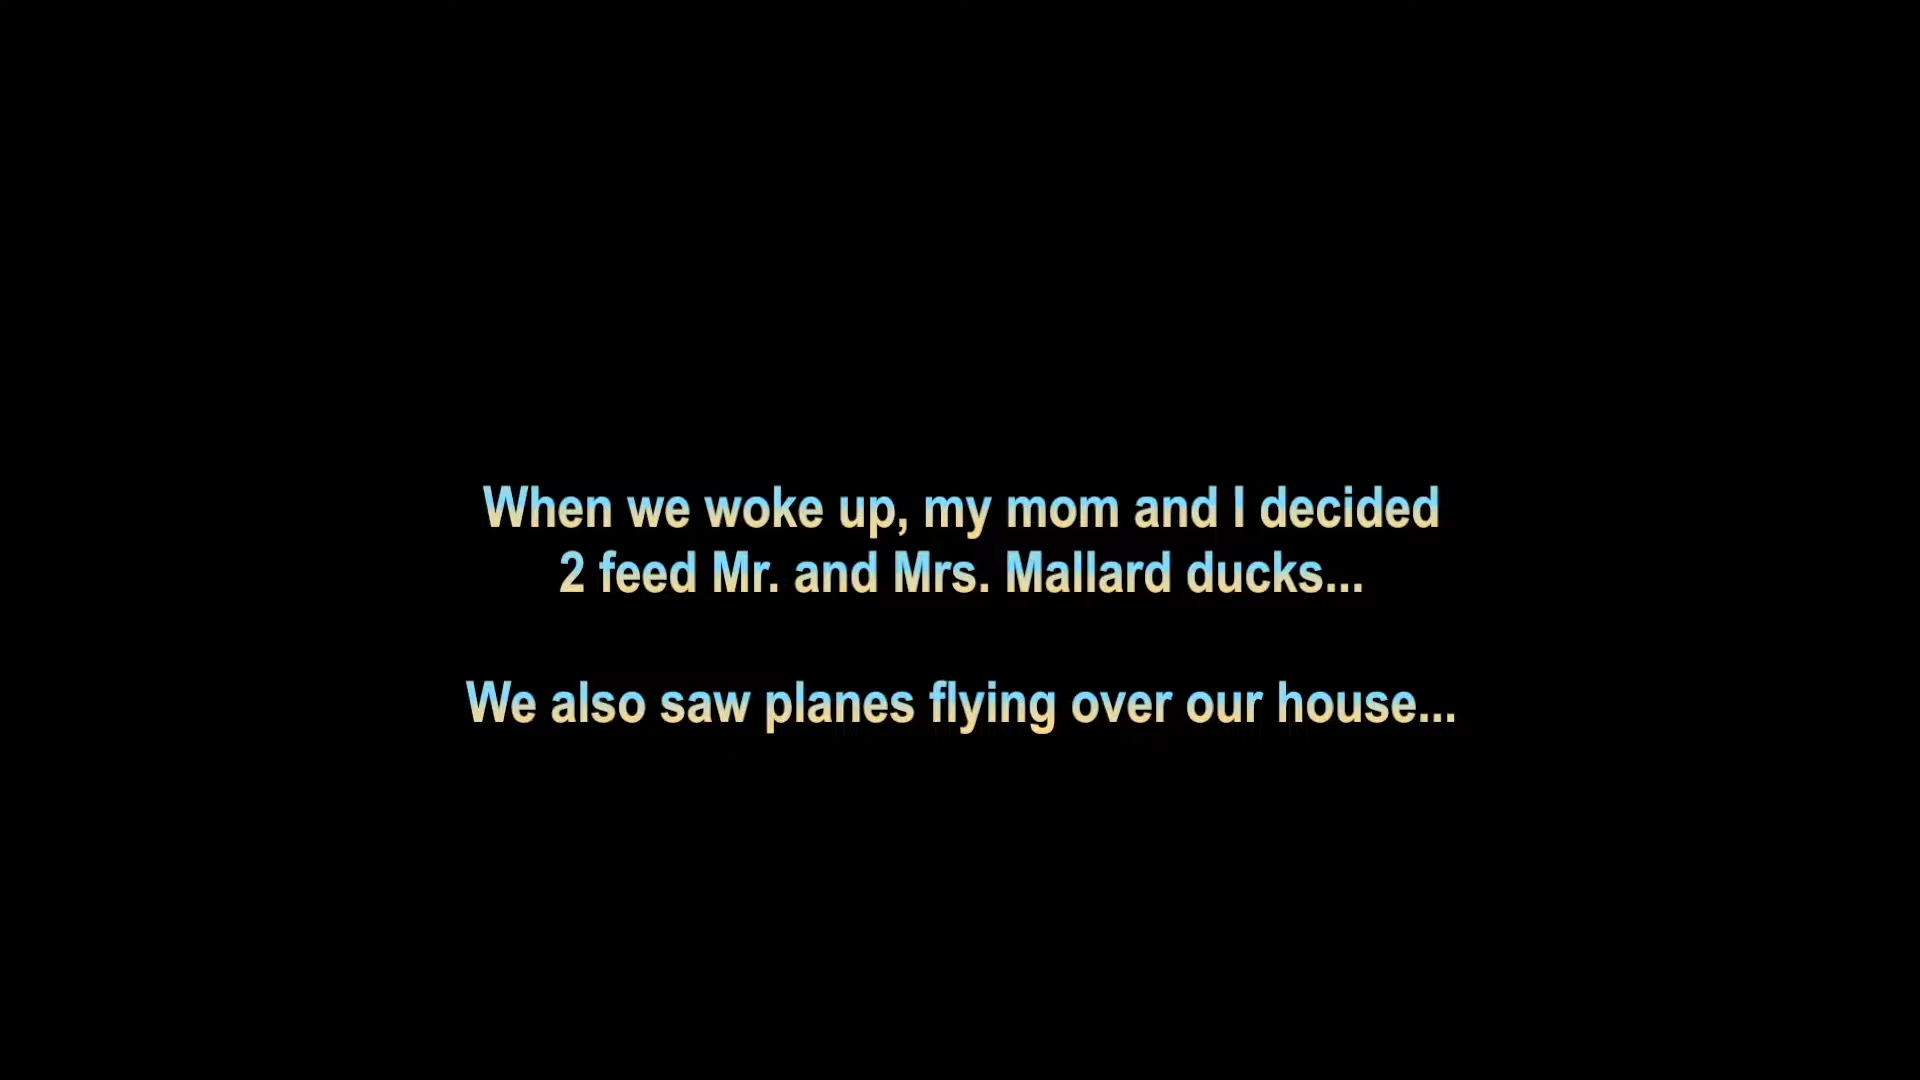 When we woke up, my mom and I decided
2 feed Mr. and Mrs. Mallard ducks...
We also saw planes flying over our house...